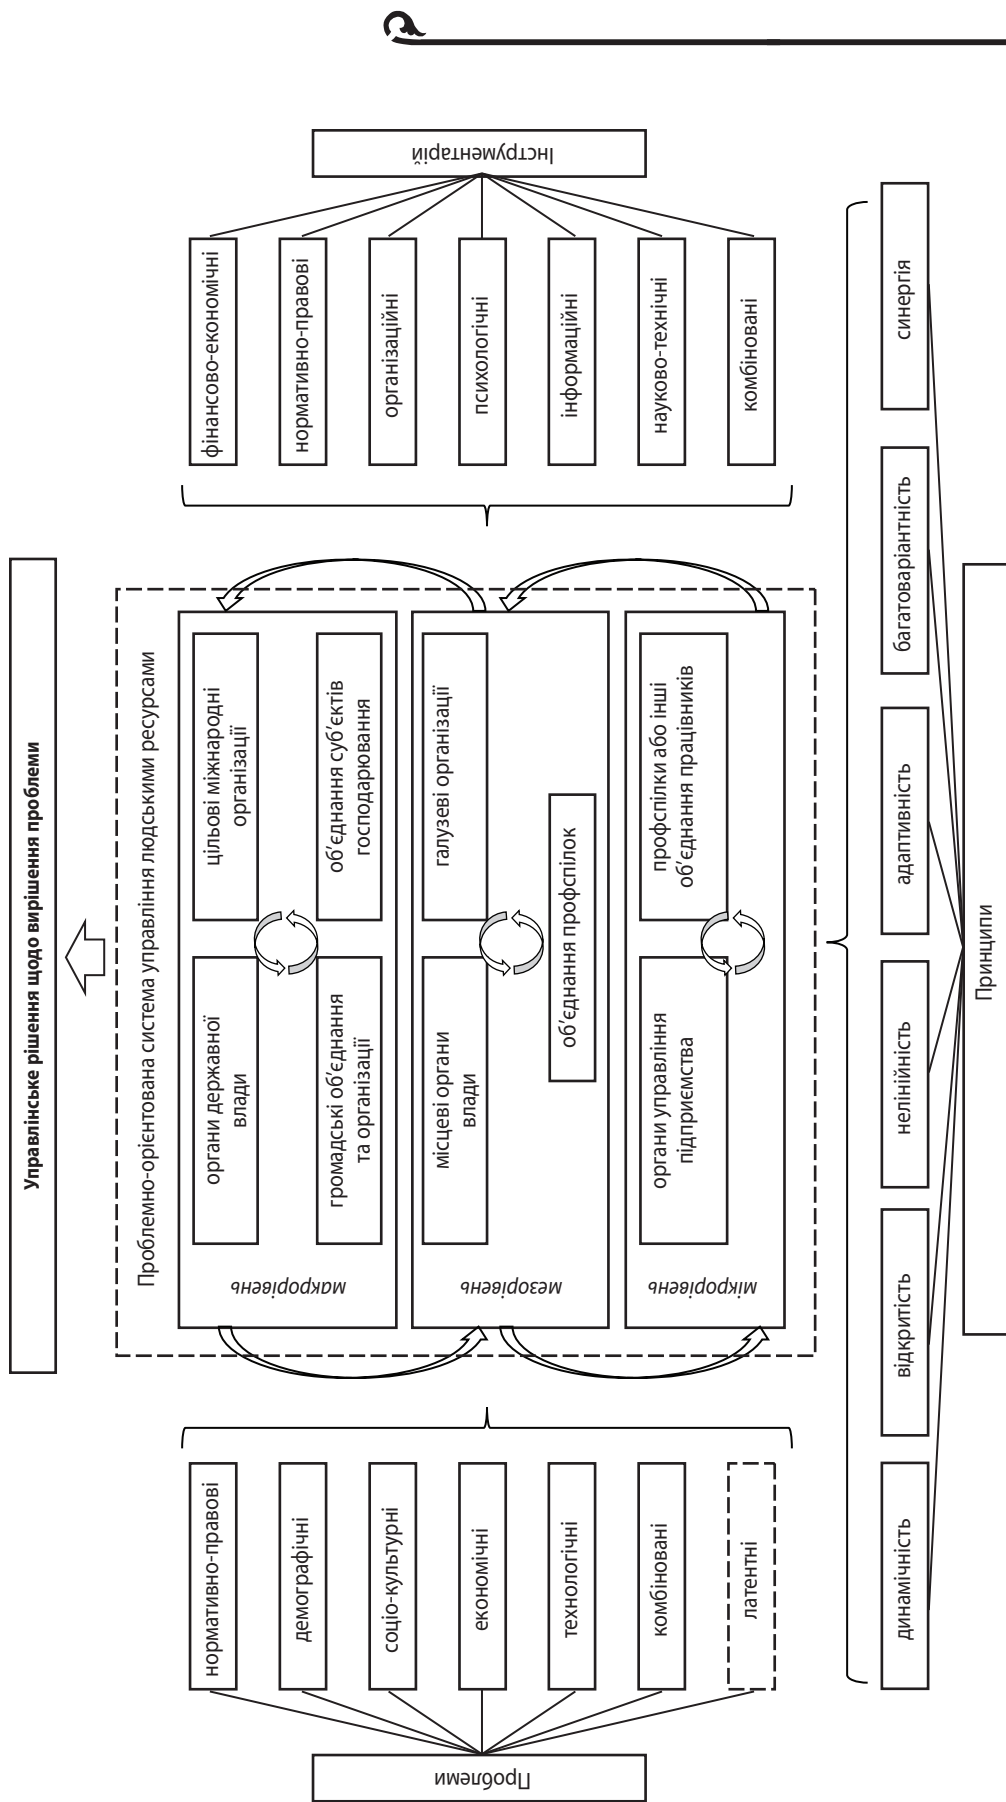 Управлінське рішення щодо вирішення проблеми
Проблемно-орієнтована система управління людськими ресурсами
Проблеми
нормативно-правові
демографічні
соціо-культурні
економічні
технологічні
комбіновані
латентні
макрорівень
органи державної
влади
цільові міжнародні
організації
громадські об’єднання
та організації
об’єднання суб’єктів
господарювання
мезорівень
місцеві органи
влади
галузеві організації
об’єднання профспілок
мікрорівень
органи управління
підприємства
профспілки або інші
об’єднання працівників
Інструментарій
фінансово-економічні
нормативно-правові
організаційні
психологічні
інформаційні
науково-технічні
комбіновані
динамічність
відкритість
нелінійність
адаптивність
багатоваріантність
синергія
Принципи